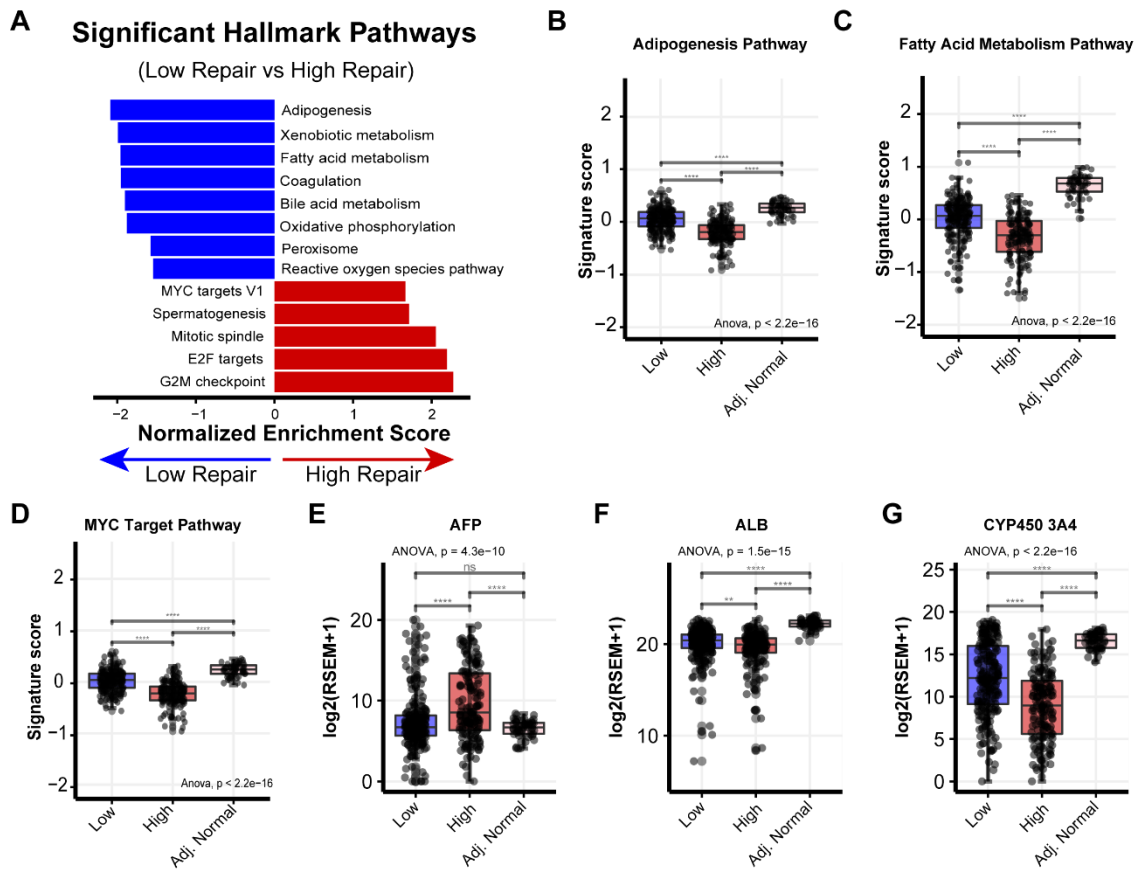 A
Significant Hallmark Pathways
(Low Repair vs High Repair)
Adipogenesis
Xenobiotic metabolism
Fatty acid metabolism
Coagulation
Bile acid metabolism
Oxidative phosphorylation
Peroxisome
Reactive oxygen species pathway
MYC targets V1
Spermatogenesis
Mitotic spindle
E2F targets
G2M checkpoint
−2 −1 0 1 2
Normalized Enrichment Score
Low Repair High Repair
B
Adipogenesis Pathway
Signature score
2
1
0
−1
−2
****
****
****
Anova, p < 2.2e−16
Low
High
Adj. Normal
C
Fatty Acid Metabolism Pathway
Signature score
2
1
0
−1
−2
****
****
****
Anova, p < 2.2e−16
Low
High
Adj. Normal
D
MYC Target Pathway
Signature score
2
1
0
−1
−2
****
****
****
Anova, p < 2.2e−16
Low
High
Adj. Normal
E
AFP
ANOVA, p = 4.3e−10
log2(RSEM+1)
20
10
0
ns
****
****
Low
High
Adj. Normal
F
ALB
ANOVA, p = 1.5e−15
log2(RSEM+1)
20
10
0
****
****
**
Low
High
Adj. Normal
G
CYP450 3A4
ANOVA, p < 2.2e−16
log2(RSEM+1)
25
20
15
10
5
0
****
****
****
Low
High
Adj. Normal